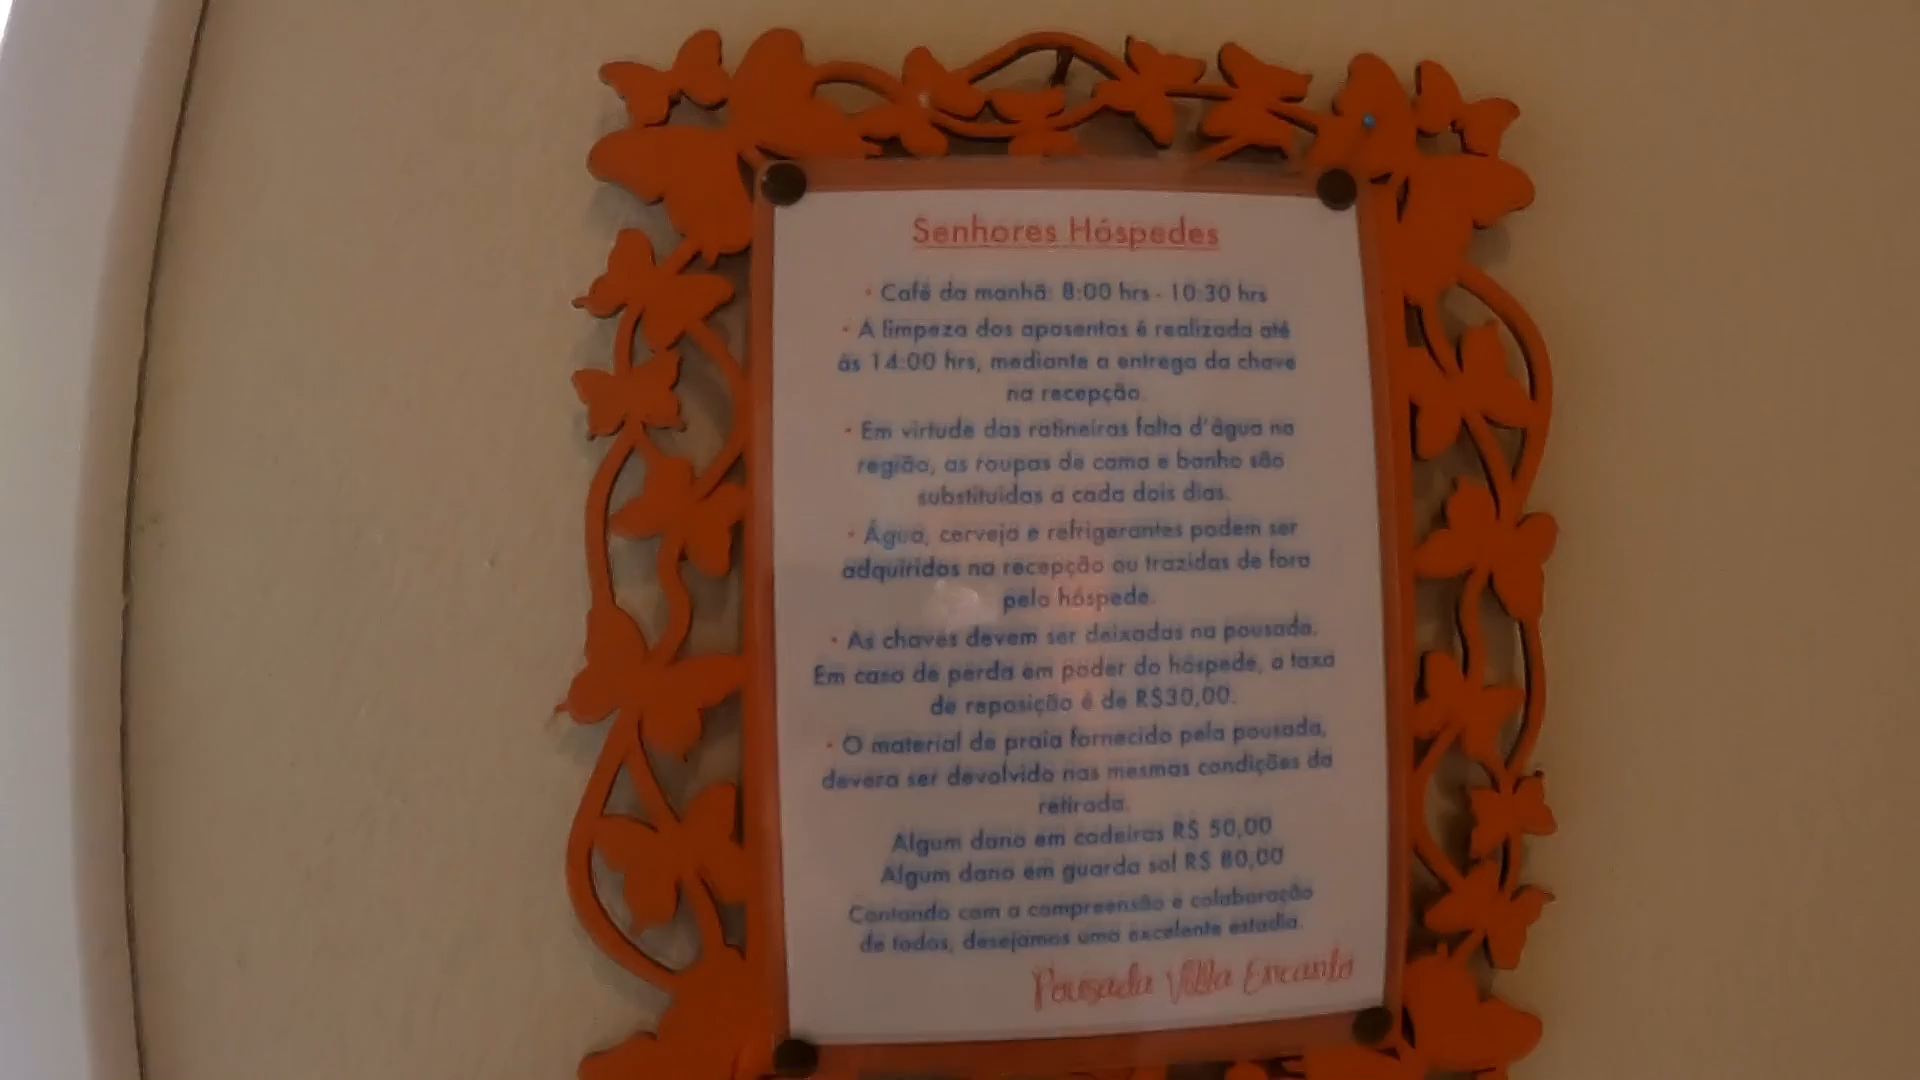 Senhores Hóspedes
• Café da manhã: 8:00 hrs - 10:30 hrs
• A limpeza dos aposentos é realizada até
ás 14:00 hrs, mediante a entrega da chave
na recepção.
• Em virtude das rotineiras falta d'água na
região, as roupas de cama e banho são
substituídas a cada dois dias.
• Água, cerveja e refrigerantes podem ser
adquiridos na recepção ou trazidas de fora
pelo hóspede.
• As chaves devem ser deixadas na pousada.
Em caso de perda em poder do hóspede, a taxa
de reposição é de R$30,00.
• O material de praia fornecido pela pousada,
devera ser devolvido nas mesmas condições da
retirada.
Algum dano em cadeiras R$ 50,00
Algum dano em guarda sol R$ 80,00
Contando com a compreensão e colaboração
de todos, desejamos uma excelente estadia.
Pousada Villa Encanto